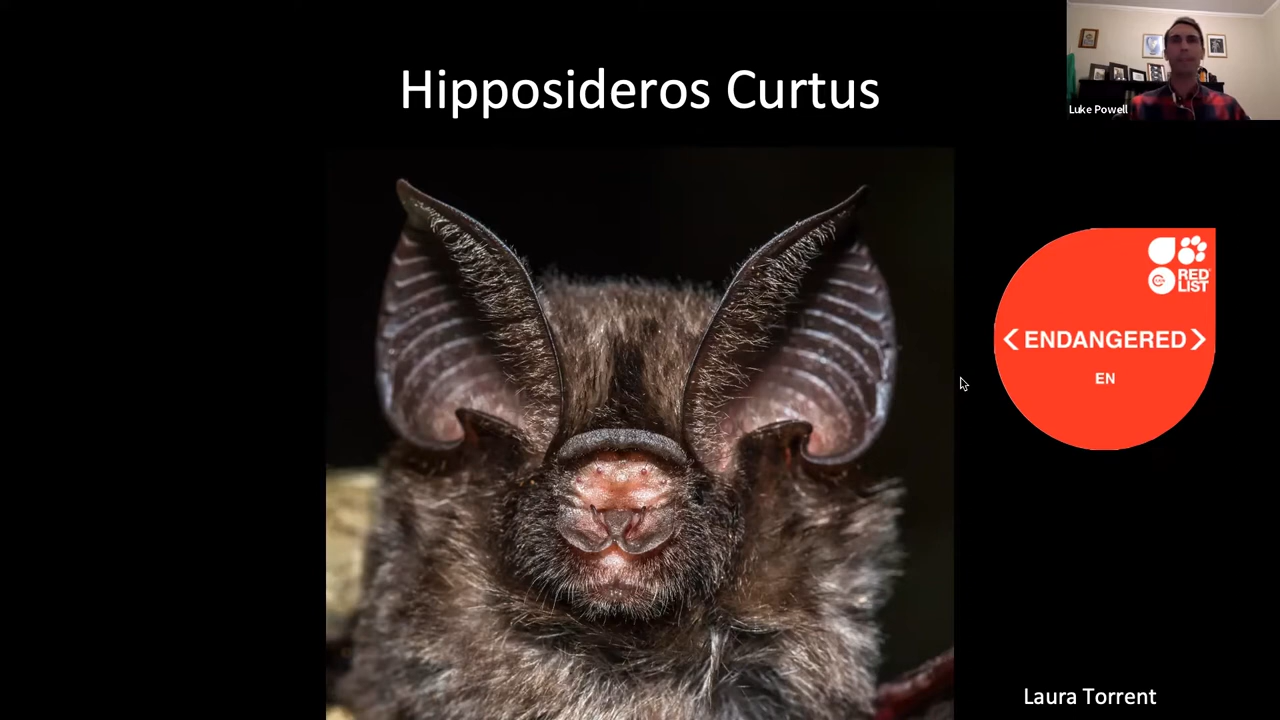 Hipposideros Curtus
Luke Powell
RED
LIST
< ENDANGERED >
EN
Laura Torrent